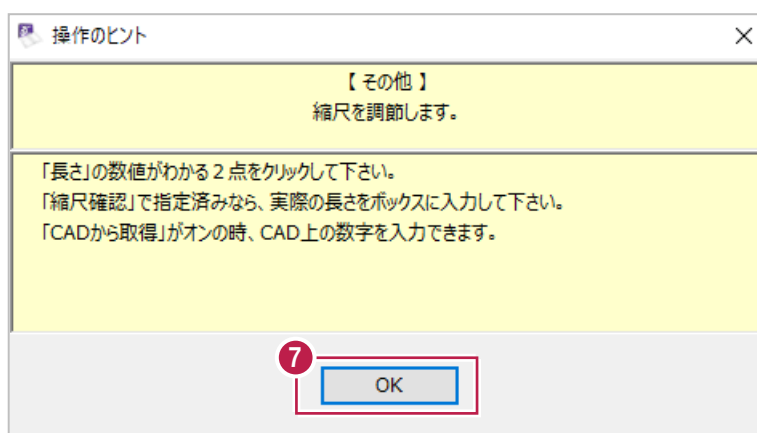 操作のヒント
【 その他 】
縮尺を調節します。
「長さ」の数値がわかる２点をクリックして下さい。
「縮尺確認」で指定済みなら、実際の長さをボックスに入力して下さい。
「CADから取得」がオンの時、CAD上の数字を入力できます。
7
OK